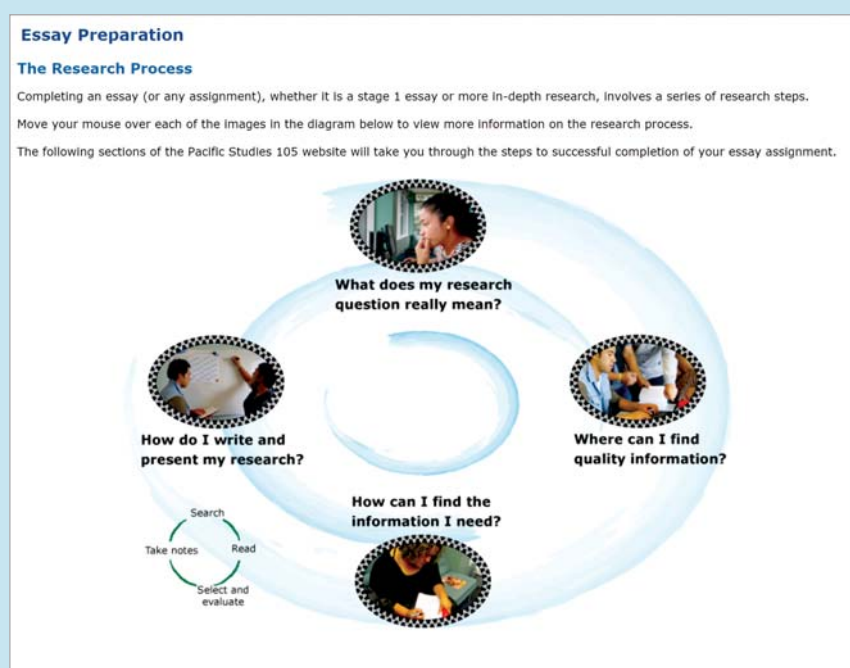 Essay Preparation
The Research Process
Completing an essay (or any assignment), whether it is a stage 1 essay or more in-depth research, involves a series of research steps.
Move your mouse over each of the images in the diagram below to view more information on the research process.
The following sections of the Pacific Studies 105 website will take you through the steps to successful completion of your essay assignment.
What does my research
question really mean?
Where can I find
quality information?
How can I find the
information I need?
How do I write and
present my research?
Search
Read
Select and
evaluate
Take notes